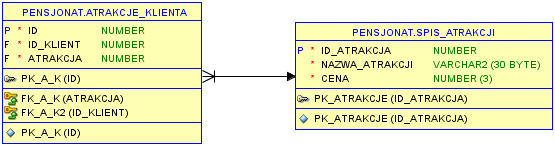 PENSJONAT.ATRAKCJE_KLIENTA
P * ID NUMBER
F * ID_KLIENT NUMBER
F * ATRAKCJA NUMBER
PK_A_K (ID)
FK_A_K (ATRAKCJA)
FK_A_K2 (ID_KLIENT)
PK_A_K (ID)
PENSJONAT.SPIS_ATRAKCJI
P * ID_ATRAKCJA NUMBER
* NAZWA_ATRAKCJI VARCHAR2 (30 BYTE)
* CENA NUMBER (3)
PK_ATRAKCJE (ID_ATRAKCJA)
PK_ATRAKCJE (ID_ATRAKCJA)